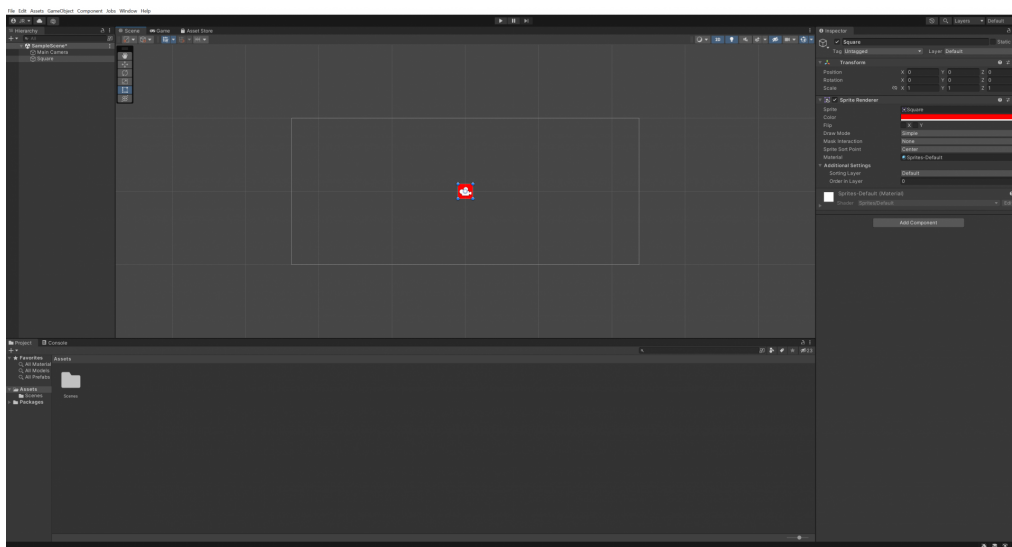 File Edit Assets GameObject Component Jobs Window Help
Layers Default
Hierarchy
Scene Game Asset Store
Inspector
All
SampleScene*
Main Camera
Square
2D
Square Static
Tag Untagged Layer Default
Transform
Position X 0 Y 0 Z 0
Rotation X 0 Y 0 Z 0
Scale X 1 Y 1 Z 1
Sprite Renderer
Sprite Square
Color
Flip X Y
Draw Mode Simple
Mask Interaction None
Sprite Sort Point Center
Material Sprites-Default
Additional Settings
Sorting Layer Default
Order in Layer 0
Sprites-Default (Material)
Shader Sprites/Default
Add Component
Project Console
Favorites
All Material
All Models
All Prefabs
Assets
Scenes
Packages
Assets
Scenes